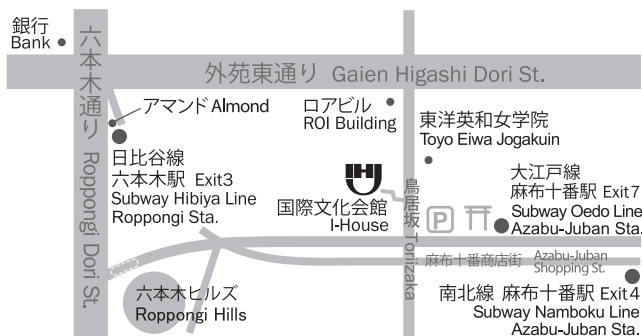 銀行
Bank
六本木通り Roppongi Dori St.
外苑東通り Gaien Higashi Dori St.
アマンド Almond
ロアビル
ROI Building
東洋英和女学院
Toyo Eiwa Jogakuin
日比谷線
六本木駅 Exit3
Subway Hibiya Line
Roppongi Sta.
国際文化会館
I-House
鳥居坂 Toriizaka
P
大江戸線
麻布十番駅 Exit7
Subway Oedo Line
Azabu-Juban Sta.
麻布十番商店街 Azabu-Juban
Shopping St.
六本木ヒルズ
Roppongi Hills
南北線 麻布十番駅 Exit 4
Subway Namboku Line
Azabu-Juban Sta.